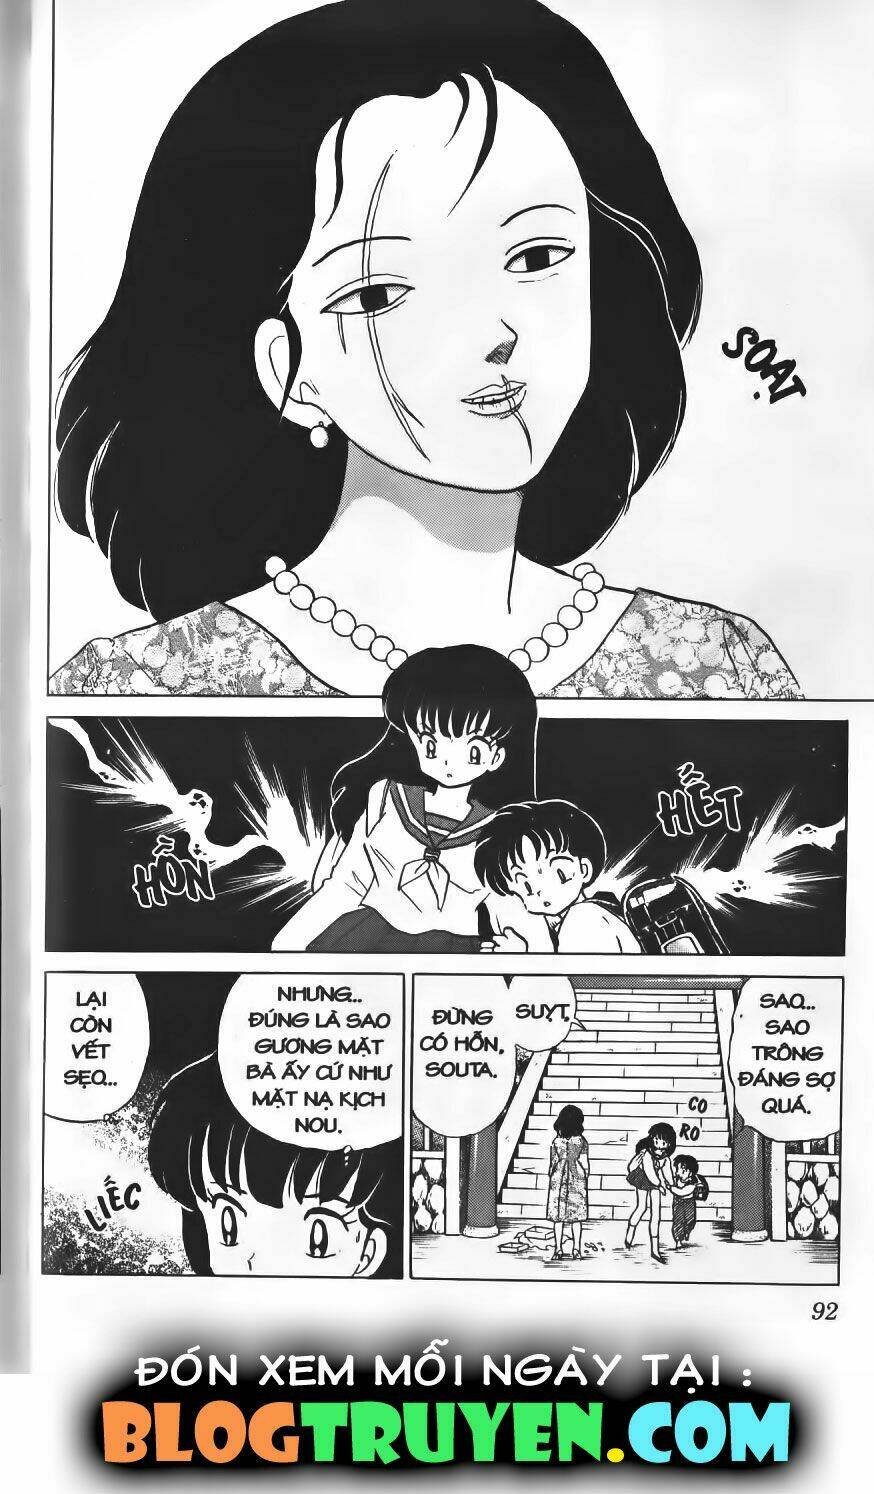 SOẠT
HẾT
HỒN
SAO...
SAO
TRÔNG
ĐÁNG SỢ
QUÁ.
SUỴT.
ĐỪNG
CÓ HỖN,
SOUTA.
CO
RO
NHƯNG...
ĐÚNG LÀ SAO
GƯƠNG MẶT
BÀ ẤY CỨ NHƯ
MẶT NẠ KỊCH
NOU.
LẠI
CÒN
VẾT
SẸO...
LIẾC
92
ĐÓN XEM MỖI NGÀY TẠI :
BLOGTRUYEN.COM